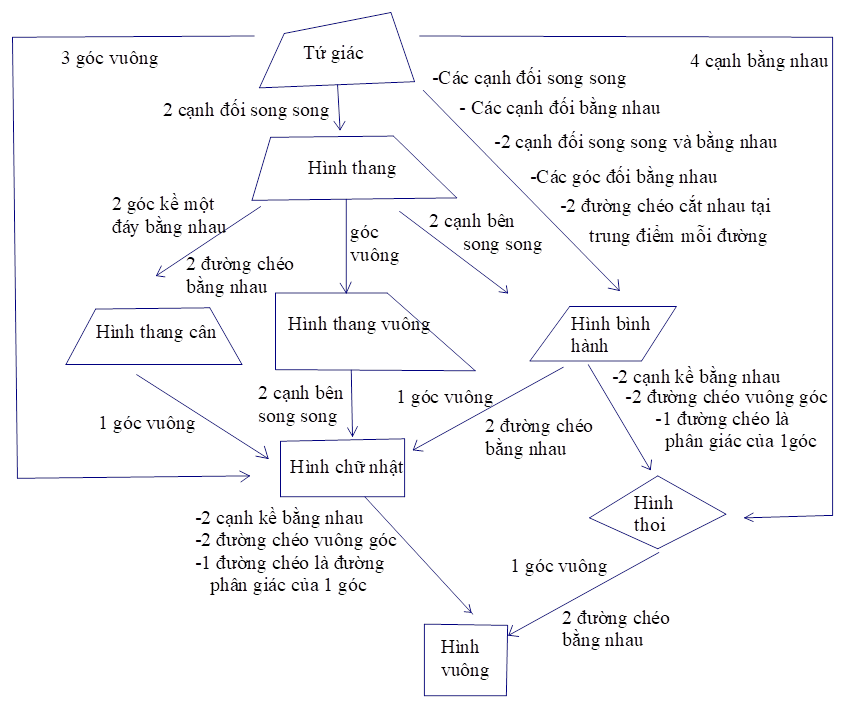 Tứ giác
3 góc vuông
4 cạnh bằng nhau
-Các cạnh đối song song
2 cạnh đối song song
- Các cạnh đối bằng nhau
-2 cạnh đối song song và bằng nhau
Hình thang
-Các góc đối bằng nhau
-2 đường chéo cắt nhau tại
trung điểm mỗi đường
2 góc kề một
đáy bằng nhau
2 đường chéo
bằng nhau
góc
vuông
2 cạnh bên
song song
Hình thang cân
Hình thang vuông
Hình bình
hành
1 góc vuông
2 cạnh bên
song song
1 góc vuông
2 đường chéo
bằng nhau
-2 cạnh kề bằng nhau
-2 đường chéo vuông góc
-1 đường chéo là
phân giác của 1góc
Hình chữ nhật
Hình
thoi
-2 cạnh kề bằng nhau
-2 đường chéo vuông góc
-1 đường chéo là đường
phân giác của 1 góc
1 góc vuông
2 đường chéo
bằng nhau
Hình
vuông